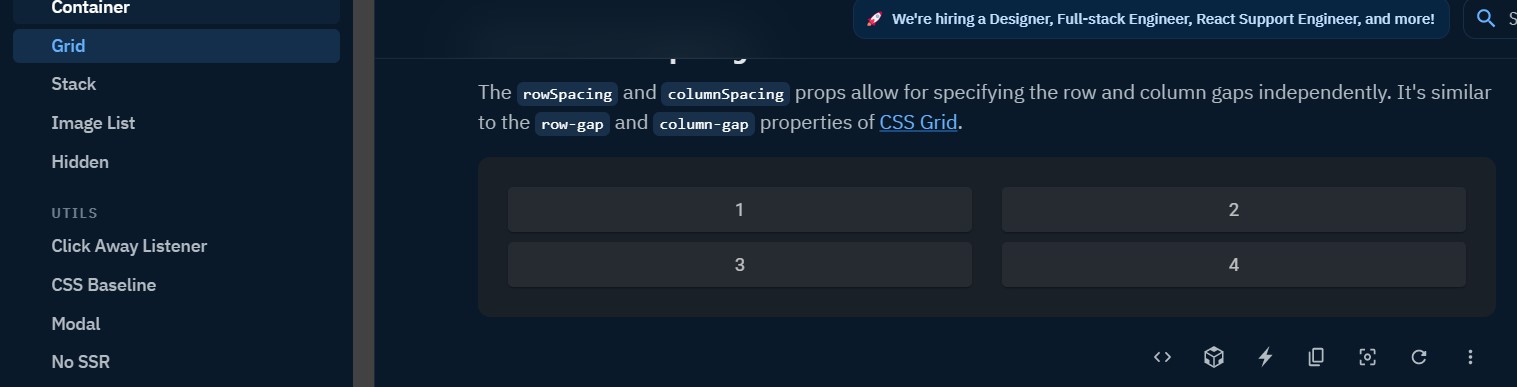 Container
Grid
Stack
Image List
Hidden
UTILS
Click Away Listener
CSS Baseline
Modal
No SSR
We're hiring a Designer, Full-stack Engineer, React Support Engineer, and more!
The rowSpacing and columnSpacing props allow for specifying the row and column gaps independently. It's similar
to the row-gap and column-gap properties of CSS Grid.
1
2
3
4